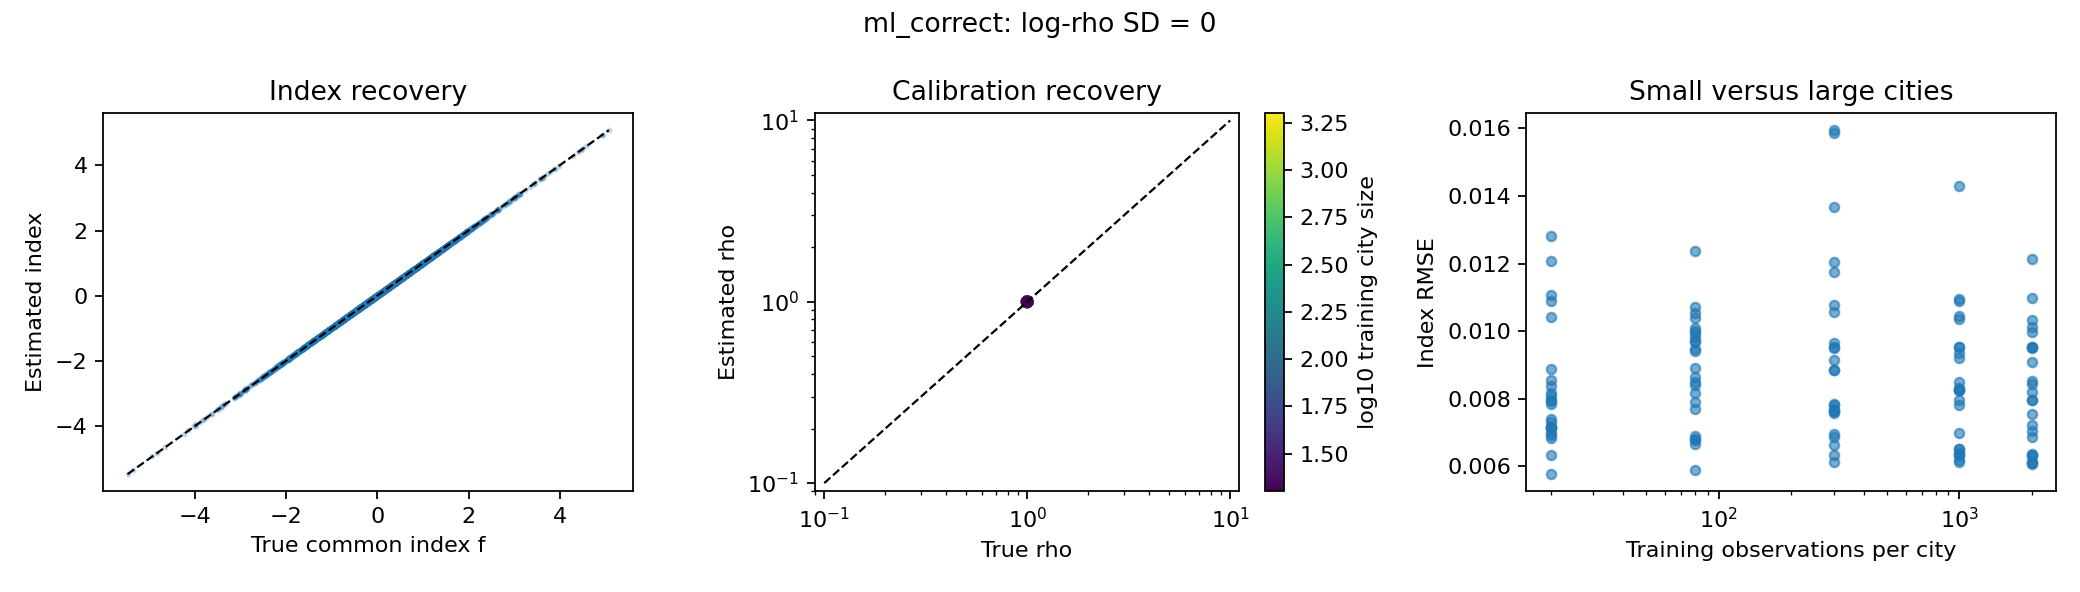 ml_correct: log-rho SD = 0
Index recovery
Estimated index
4
2
0
−2
−4
−4
−2
0
2
4
True common index f
Calibration recovery
Estimated rho
10¹
10⁰
10⁻¹
10⁻¹
10⁰
10¹
True rho
3.25
3.00
2.75
2.50
2.25
2.00
1.75
1.50
log10 training city size
Small versus large cities
Index RMSE
0.016
0.014
0.012
0.010
0.008
0.006
10²
10³
Training observations per city